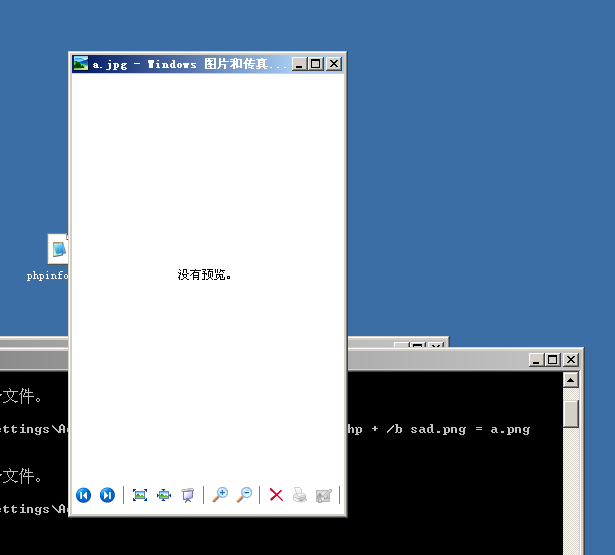 a.jpg - Windows 图片和传真...
没有预览。
phpinfo
文件。
ettings\A
hp + /b sad.png = a.png
文件。
ettings\A